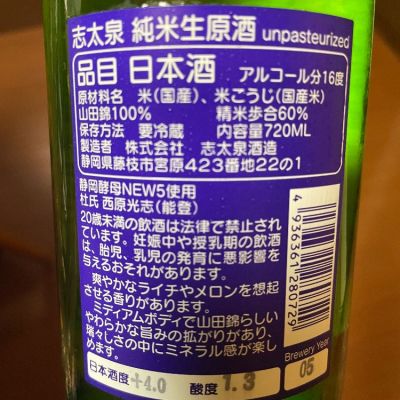 志太泉 純米生原酒 unpasteurized
品目 日本酒 アルコール分16度
原材料名 米(国産)、米こうじ(国産米)
山田錦100% 精米歩合60%
保存方法 要冷蔵 内容量720ML
製造者 株式会社 志太泉酒造
静岡県藤枝市宮原423番地22の1
静岡酵母NEW5使用
杜氏 西原光志(能登)
20歳未満の飲酒は法律で禁止され
ています。妊娠中や授乳期の飲酒
は、胎児、乳児の発育に悪影響を
与えるおそれがあります。
爽やかなライチやメロンを想起
させる香りがあります。
ミディアムボディで山田錦らしい
やわらかな旨みの拡がりがあり、
瑞々しさの中にミネラル感が楽し
めます。
4936367280729
Brewery Year
05
日本酒度 +4.0 酸度 1.3